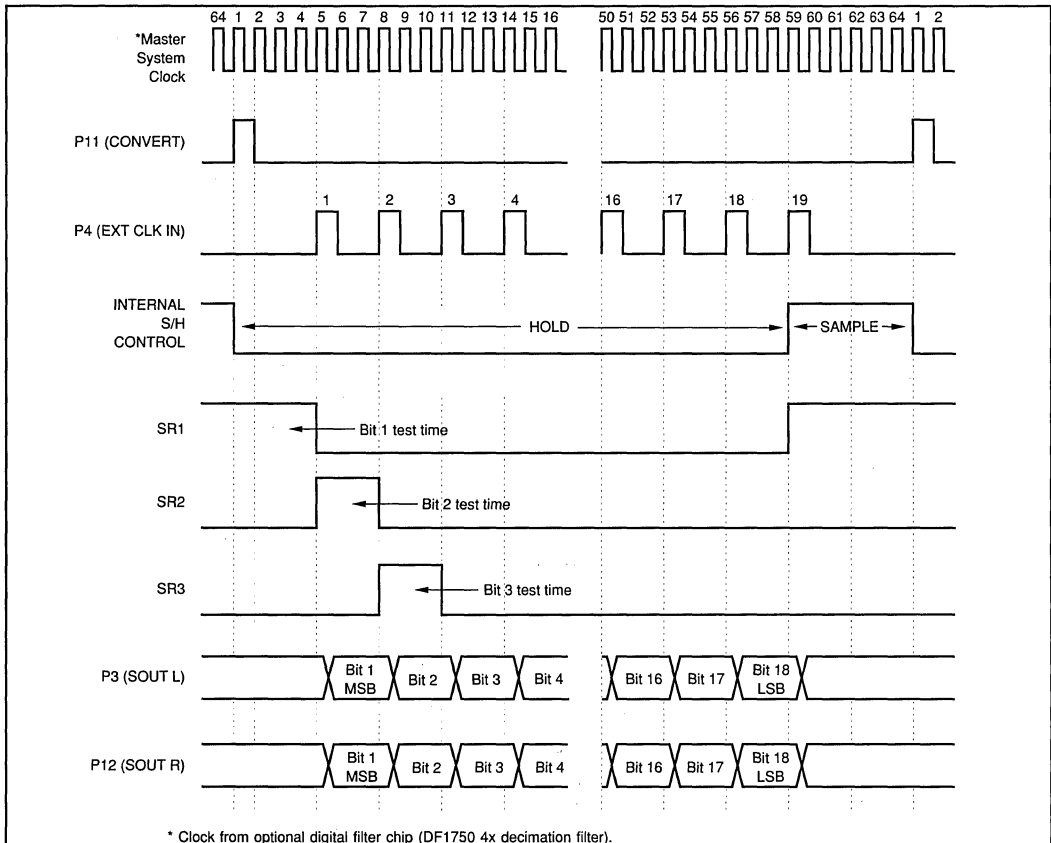 64 1 2 3 4 5 6 7 8 9 10 11 12 13 14 15 16 50 51 52 53 54 55 56 57 58 59 60 61 62 63 64 1 2
*Master
System
Clock
P11 (CONVERT)
1 2 3 4 16 17 18 19
P4 (EXT CLK IN)
INTERNAL
S/H
CONTROL
HOLD
SAMPLE
SR1
Bit 1 test time
SR2
Bit 2 test time
SR3
Bit 3 test time
P3 (SOUT L)
Bit 1
MSB
Bit 2
Bit 3
Bit 4
Bit 16
Bit 17
Bit 18
LSB
P12 (SOUT R)
Bit 1
MSB
Bit 2
Bit 3
Bit 4
Bit 16
Bit 17
Bit 18
LSB
* Clock from optional digital filter chip (DF1750 4x decimation filter).